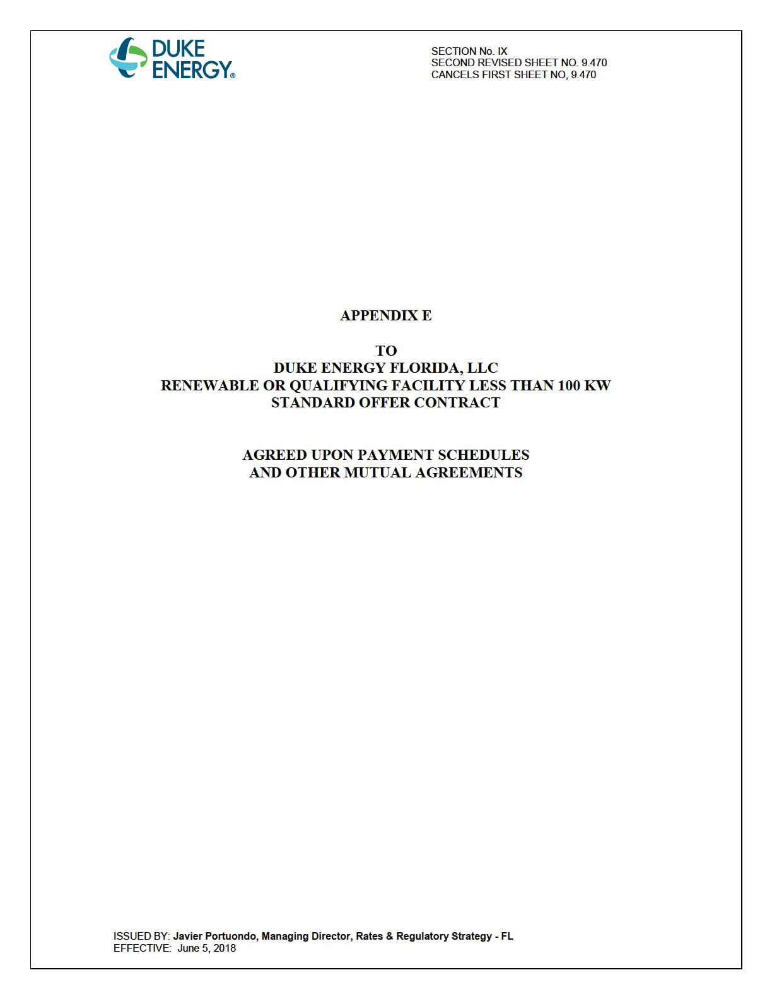 DUKE
ENERGY®
SECTION No. IX
SECOND REVISED SHEET NO. 9.470
CANCELS FIRST SHEET NO, 9.470
APPENDIX E
TO
DUKE ENERGY FLORIDA, LLC
RENEWABLE OR QUALIFYING FACILITY LESS THAN 100 KW
STANDARD OFFER CONTRACT
AGREED UPON PAYMENT SCHEDULES
AND OTHER MUTUAL AGREEMENTS
ISSUED BY: Javier Portuondo, Managing Director, Rates & Regulatory Strategy - FL
EFFECTIVE: June 5, 2018